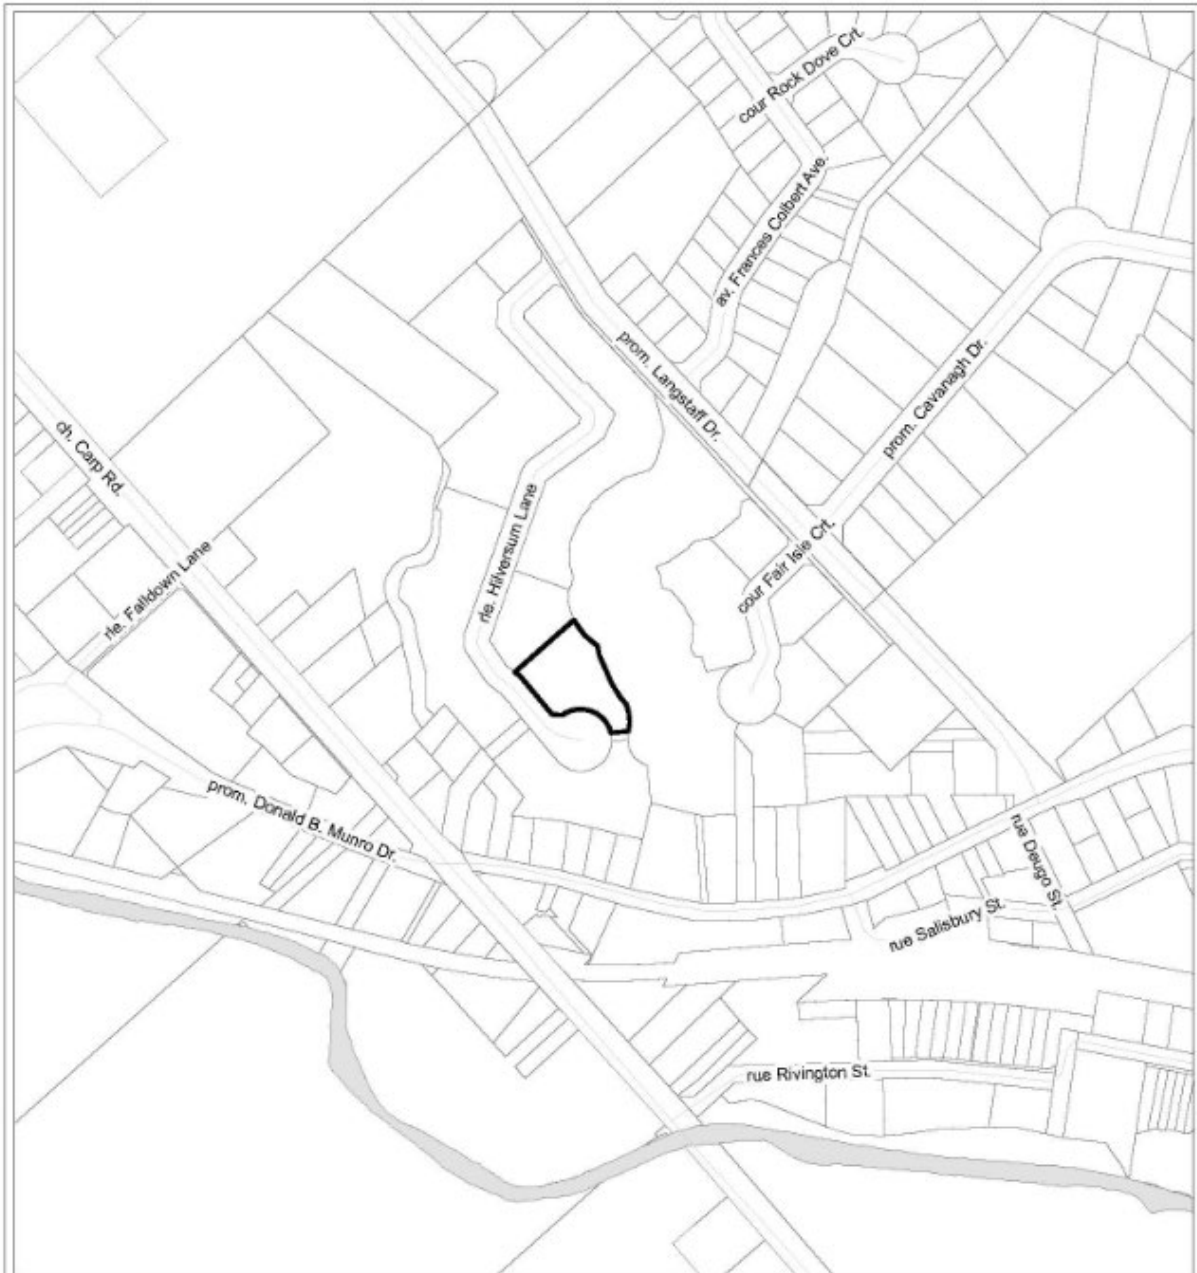 cour Rock Dove Crt.
av. Frances Colbert Ave.
prom. Langstaff Dr.
prom. Cavanagh Dr.
ch. Carp Rd.
rle. Hilversum Lane
cour Fair Isle Crt.
rle. Falldown Lane
prom. Donald B. Munro Dr.
rue Deugo St.
rue Salisbury St.
rue Rivington St.